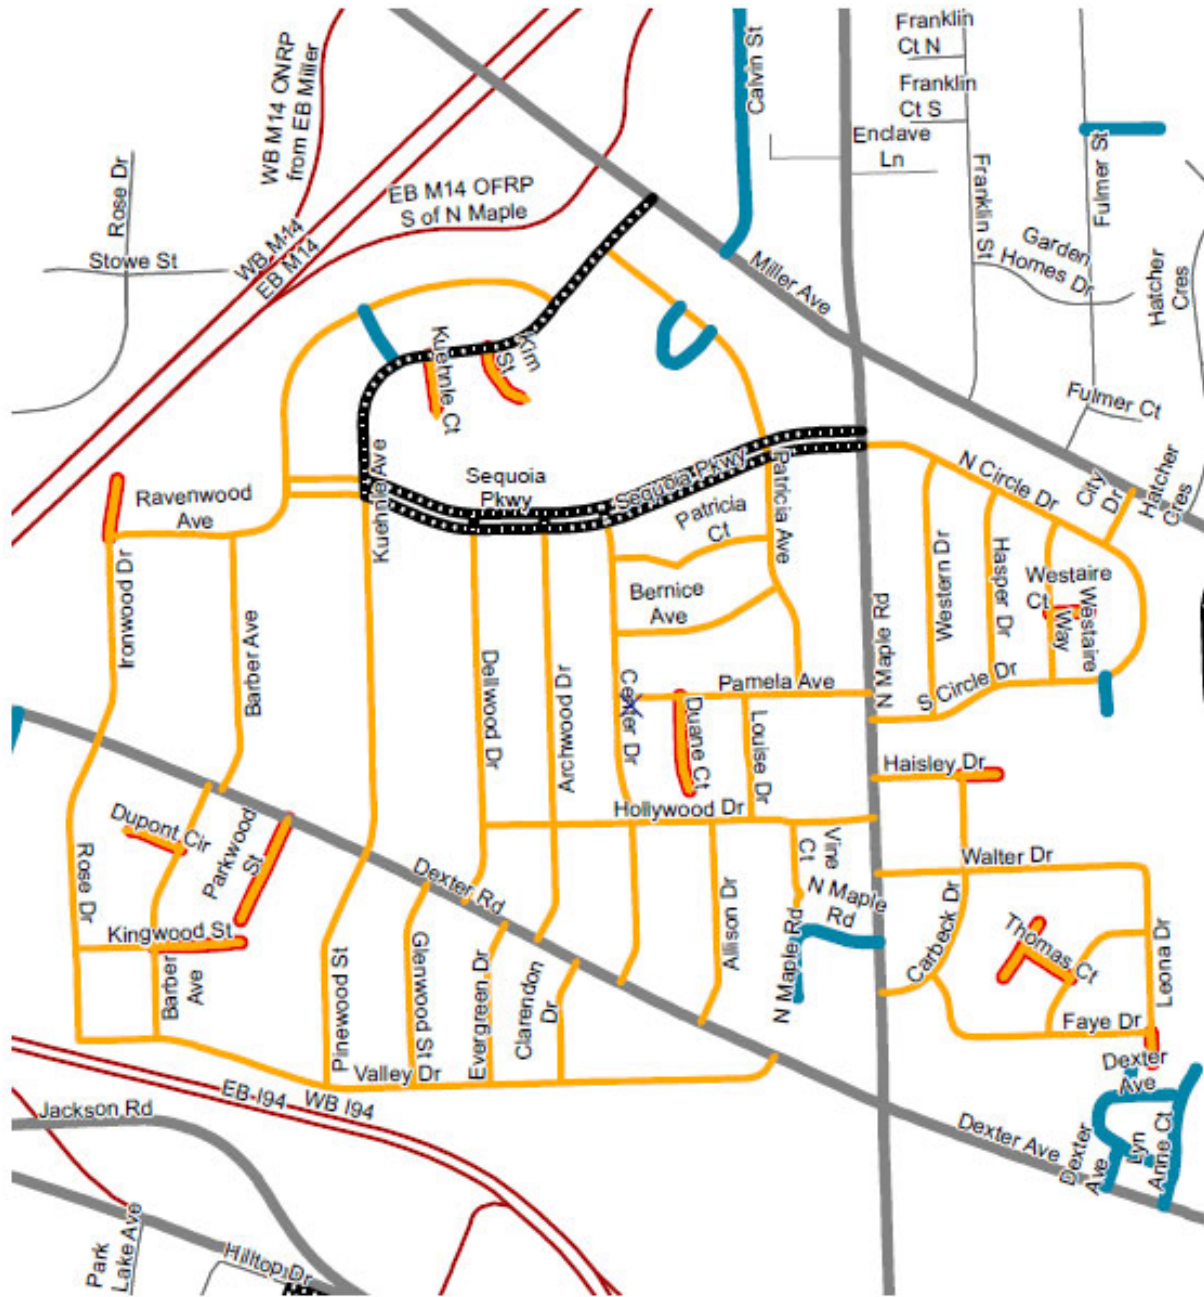 WB M14 ONRP
from EB Miller
Calvin St
Franklin
Ct N
Franklin
Ct S
Enclave
Ln
Franklin St
Fulmer St
Rose Dr
Stowe St
EB M14 OFRP
S of N Maple
WB M14
EB M14
Miller Ave
Garden
Homes Dr
Hatcher
Cres
Kuehnle Ct
Kim
St
Fulmer Ct
Hatcher
Cres
City
Dr
N Circle Dr
Sequoia
Pkwy
Sequoia Pkwy
Ravenwood
Ave
Kuehnle Ave
Patricia
Ct
Patricia Ave
Bernice
Ave
Ironwood Dr
Barber Ave
Dellwood Dr
Archwood Dr
Center Dr
Pamela Ave
Duane Ct
Louise Dr
N Maple Rd
Western Dr
Hasper Dr
Westaire
Ct
Westaire
Way
S Circle Dr
Haisley Dr
Hollywood Dr
Dupont Cir
Parkwood
St
Rose Dr
Kingwood St
Barber
Ave
Dexter Rd
Vine
Ct
N Maple
Rd
Walter Dr
Carbeck Dr
Thomas Ct
Leona Dr
Faye Dr
Pinewood St
Glenwood St
Evergreen Dr
Clarendon
Dr
Allison Dr
N Maple Rd
Valley Dr
EB I94
WB I94
Jackson Rd
Dexter
Ave
Dexter Ave
Dexter
Ave
Lyn
Anne Ct
Park
Lake Ave
Hilltop Dr